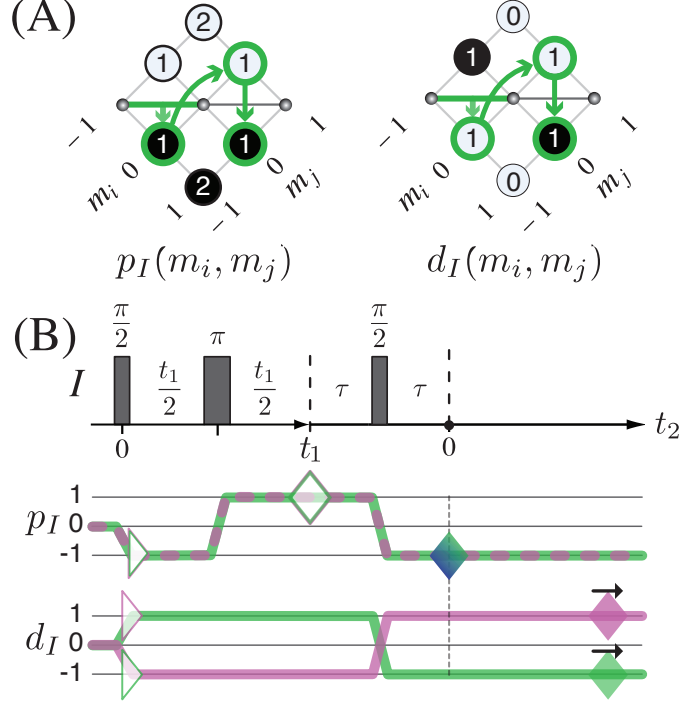 (A)
2 0
1 1 1 1
-1 1 -1 1
1 1 1 1
m_i 0 0 m_j m_i 0 0 m_j
2 0
1 -1 1 -1
p_I(m_i, m_j) d_I(m_i, m_j)
(B)
π/2 π π/2
I t_1/2 t_1/2 τ τ
0 t_1 0 t_2
1
p_I 0
-1
1
d_I 0
-1